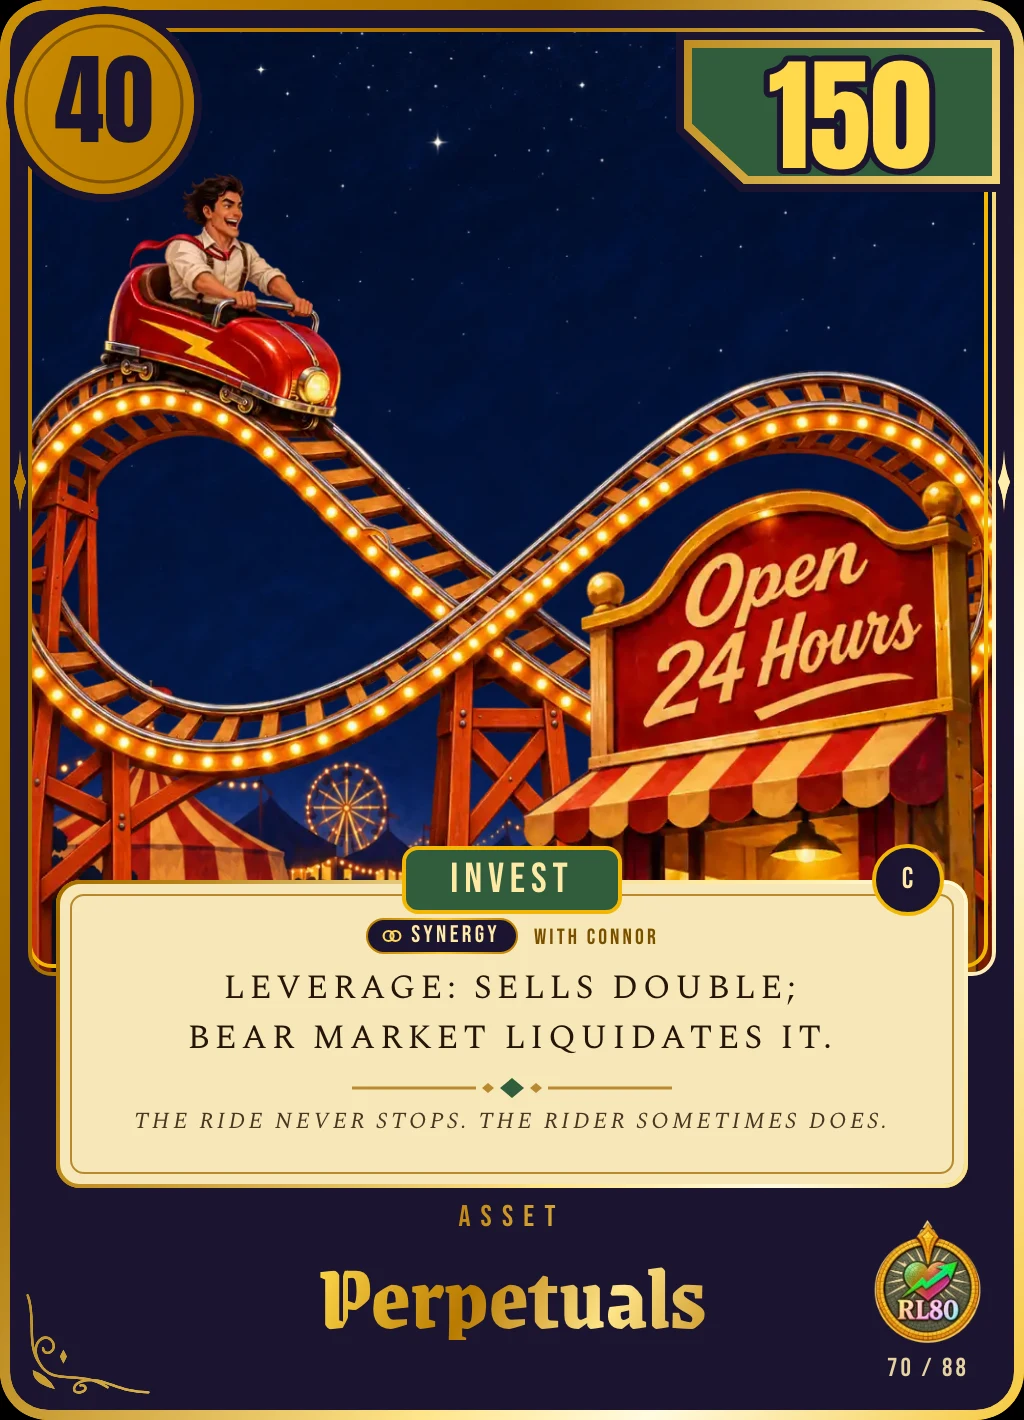 40
150
Open
24 Hours
INVEST
C
SYNERGY WITH CONNOR
LEVERAGE: SELLS DOUBLE;
BEAR MARKET LIQUIDATES IT.
THE RIDE NEVER STOPS. THE RIDER SOMETIMES DOES.
ASSET
Perpetuals
RL80
70 / 88